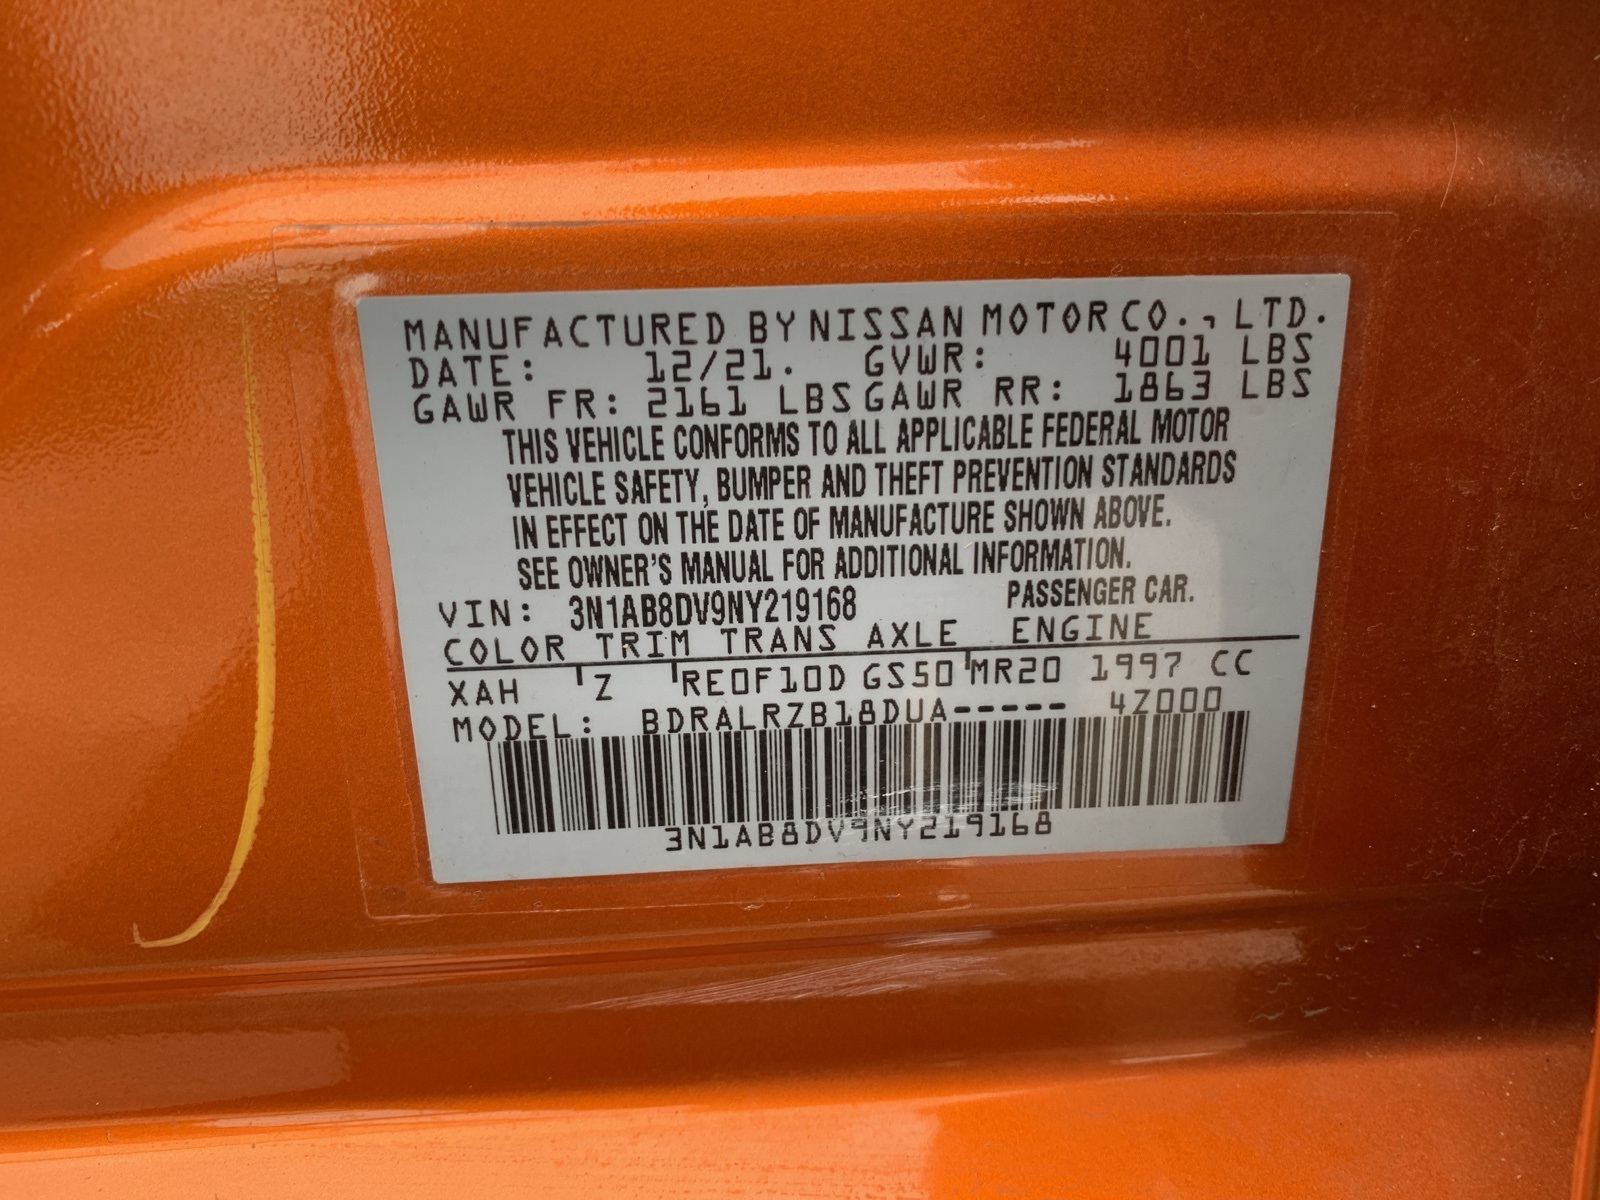 MANUFACTURED BY NISSAN MOTOR CO., LTD.
DATE: 12/21. GVWR: 4001 LBS
GAWR FR: 2161 LBS GAWR RR: 1863 LBS
THIS VEHICLE CONFORMS TO ALL APPLICABLE FEDERAL MOTOR
VEHICLE SAFETY, BUMPER AND THEFT PREVENTION STANDARDS
IN EFFECT ON THE DATE OF MANUFACTURE SHOWN ABOVE.
SEE OWNER'S MANUAL FOR ADDITIONAL INFORMATION.
VIN: 3N1AB8DV9NY219168 PASSENGER CAR.
COLOR TRIM TRANS AXLE ENGINE
XAH Z RE0F10D GS50 MR20 1997 CC
MODEL: BDRALRZB18DUA----- 4Z000
3N1AB8DV9NY219168